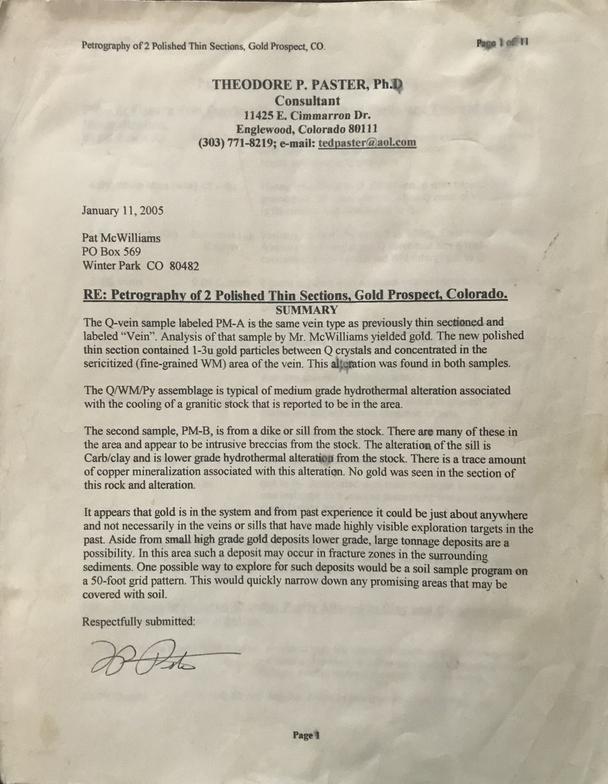 Petrography of 2 Polished Thin Sections, Gold Prospect, CO.
Page 1 of 11
THEODORE P. PASTER, Ph.D
Consultant
11425 E. Cimmarron Dr.
Englewood, Colorado 80111
(303) 771-8219; e-mail: tedpaster@aol.com
January 11, 2005
Pat McWilliams
PO Box 569
Winter Park CO 80482
RE: Petrography of 2 Polished Thin Sections, Gold Prospect, Colorado.
SUMMARY
The Q-vein sample labeled PM-A is the same vein type as previously thin sectioned and
labeled “Vein”. Analysis of that sample by Mr. McWilliams yielded gold. The new polished
thin section contained 1-3u gold particles between Q crystals and concentrated in the
sericitized (fine-grained WM) area of the vein. This alteration was found in both samples.
The Q/WM/Py assemblage is typical of medium grade hydrothermal alteration associated
with the cooling of a granitic stock that is reported to be in the area.
The second sample, PM-B, is from a dike or sill from the stock. There are many of these in
the area and appear to be intrusive breccias from the stock. The alteration of the sill is
Carb/clay and is lower grade hydrothermal alteration from the stock. There is a trace amount
of copper mineralization associated with this alteration. No gold was seen in the section of
this rock and alteration.
It appears that gold is in the system and from past experience it could be just about anywhere
and not necessarily in the veins or sills that have made highly visible exploration targets in the
past. Aside from small high grade gold deposits lower grade, large tonnage deposits are a
possibility. In this area such a deposit may occur in fracture zones in the surrounding
sediments. One possible way to explore for such deposits would be a soil sample program on
a 50-foot grid pattern. This would quickly narrow down any promising areas that may be
covered with soil.
Respectfully submitted:
Page 1